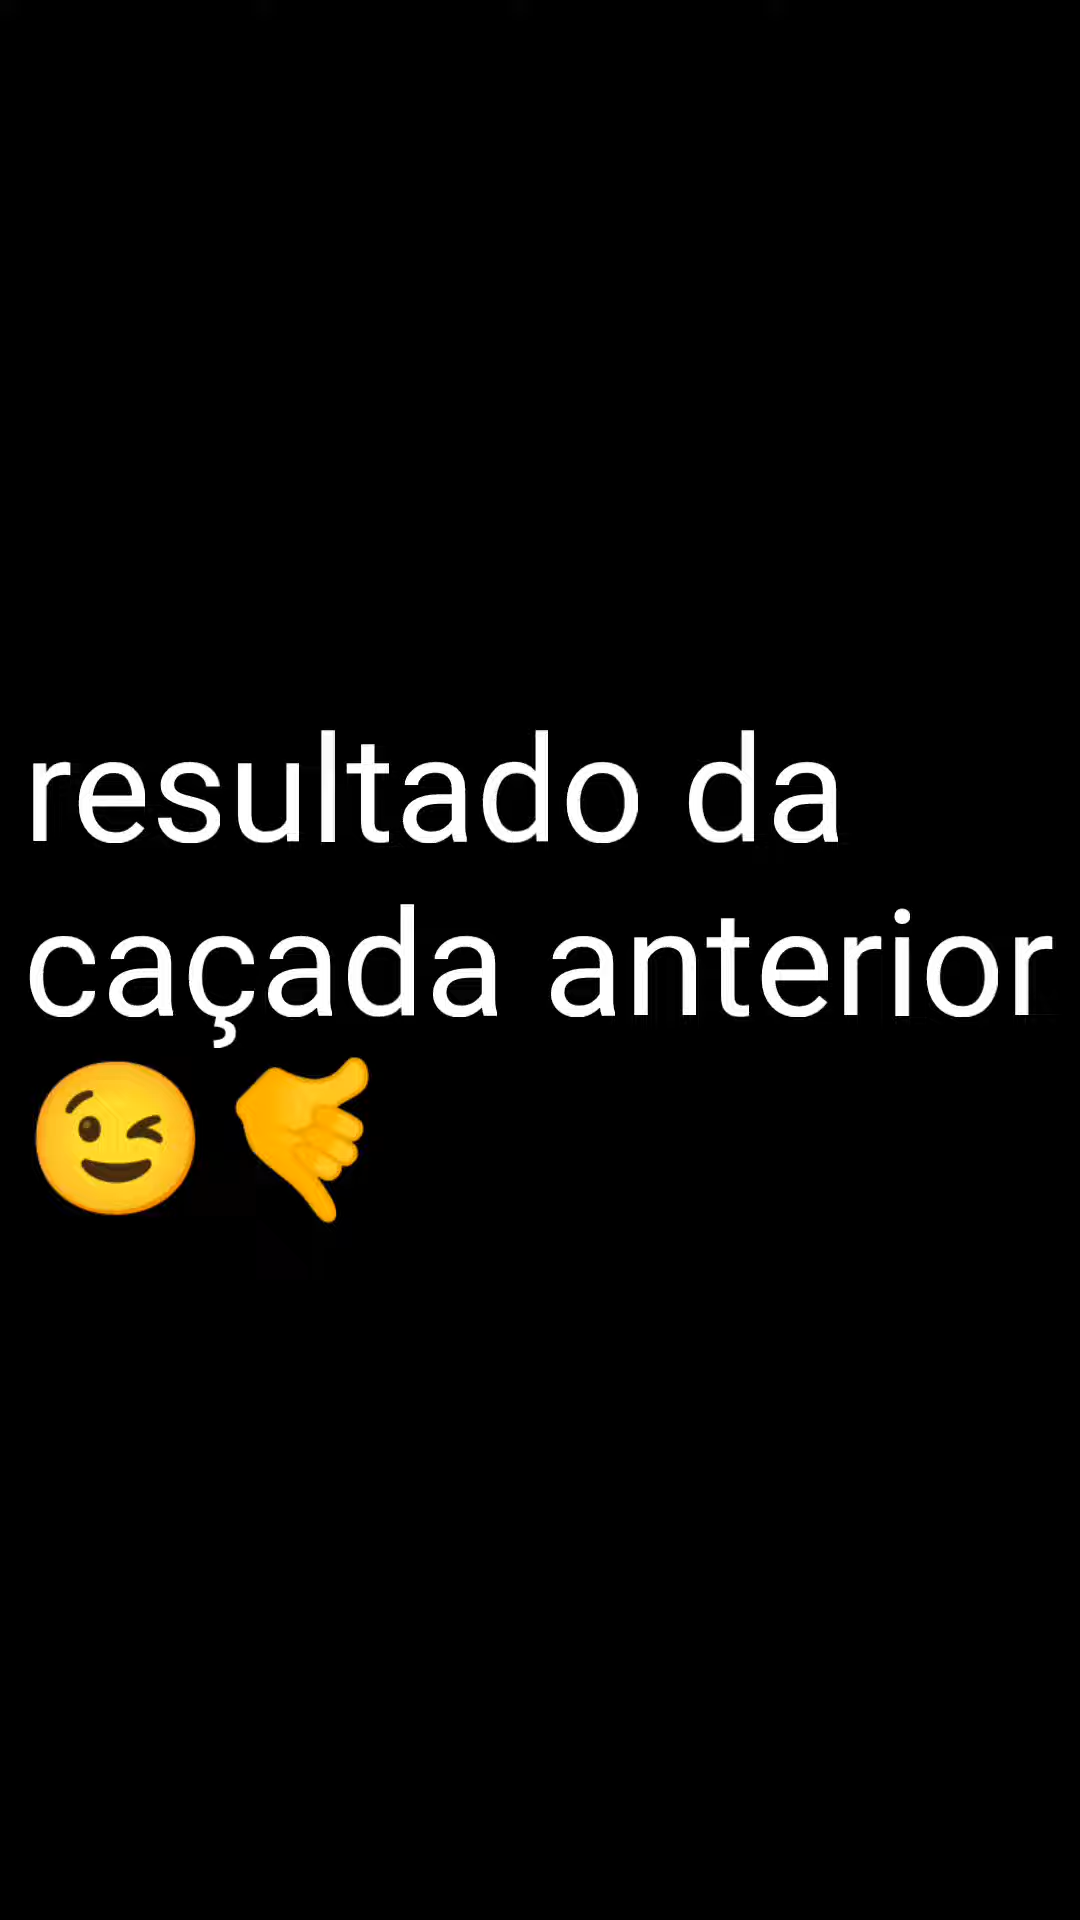 resultado da
caçada anterior
😉🤙